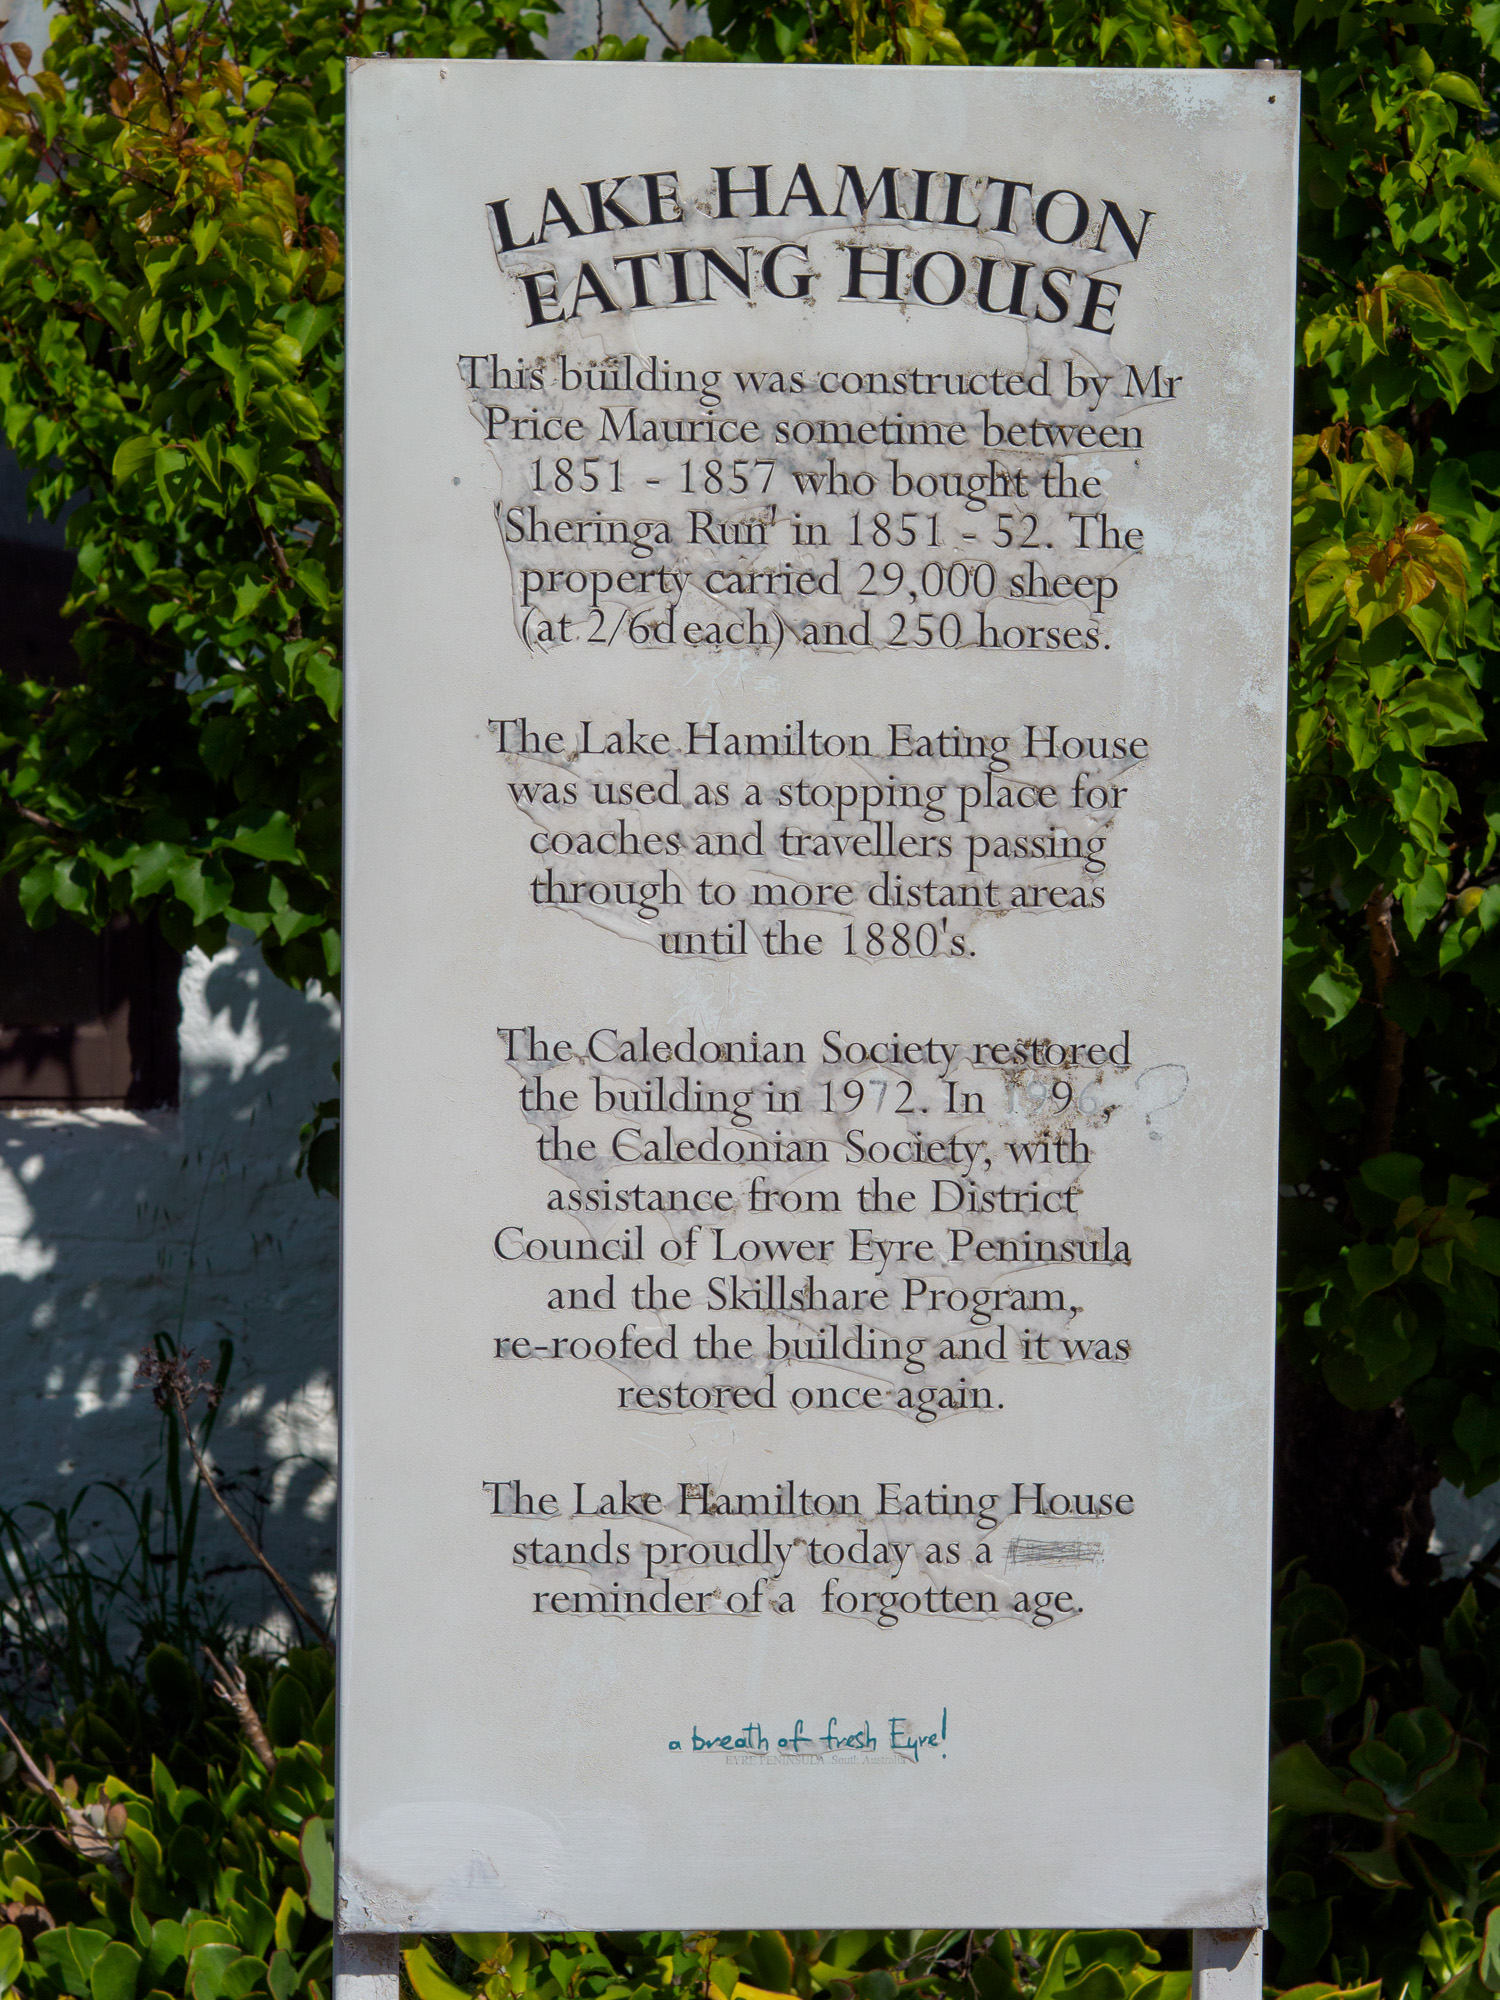 LAKE HAMILTON
EATING HOUSE
This building was constructed by Mr
Price Maurice sometime between
1851 - 1857 who bought the
'Sheringa Run' in 1851 - 52. The
property carried 29,000 sheep
(at 2/6d each) and 250 horses.
The Lake Hamilton Eating House
was used as a stopping place for
coaches and travellers passing
through to more distant areas
until the 1880's.
The Caledonian Society restored
the building in 1972. In 1996, ?
the Caledonian Society, with
assistance from the District
Council of Lower Eyre Peninsula
and the Skillshare Program,
re-roofed the building and it was
restored once again.
The Lake Hamilton Eating House
stands proudly today as a
reminder of a forgotten age.
a breath of fresh Eyre!
EYRE PENINSULA South Australia